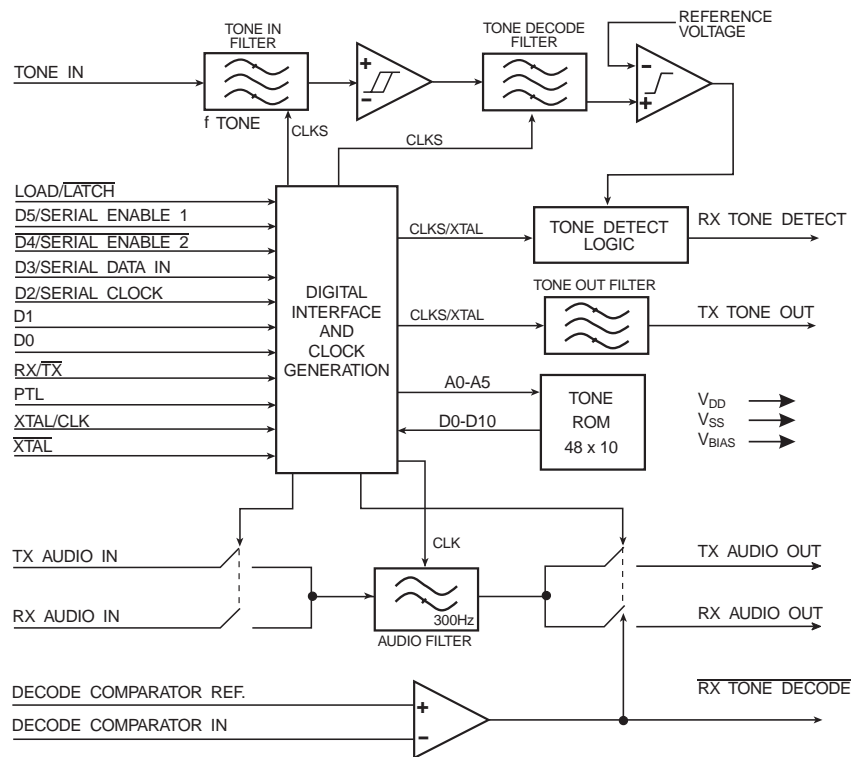 TONE IN
FILTER
TONE DECODE
FILTER
REFERENCE
VOLTAGE
TONE IN
+
−
−
+
f TONE
CLKS
CLKS
LOAD/LATCH
D5/SERIAL ENABLE 1
D4/SERIAL ENABLE 2
D3/SERIAL DATA IN
D2/SERIAL CLOCK
D1
D0
RX/TX
PTL
XTAL/CLK
XTAL
DIGITAL
INTERFACE
AND
CLOCK
GENERATION
CLKS/XTAL
TONE DETECT
LOGIC
RX TONE DETECT
TONE OUT FILTER
CLKS/XTAL
TX TONE OUT
A0-A5
D0-D10
TONE
ROM
48 x 10
VDD
VSS
VBIAS
CLK
TX AUDIO IN
RX AUDIO IN
300Hz
AUDIO FILTER
TX AUDIO OUT
RX AUDIO OUT
DECODE COMPARATOR REF.
DECODE COMPARATOR IN
+
−
RX TONE DECODE